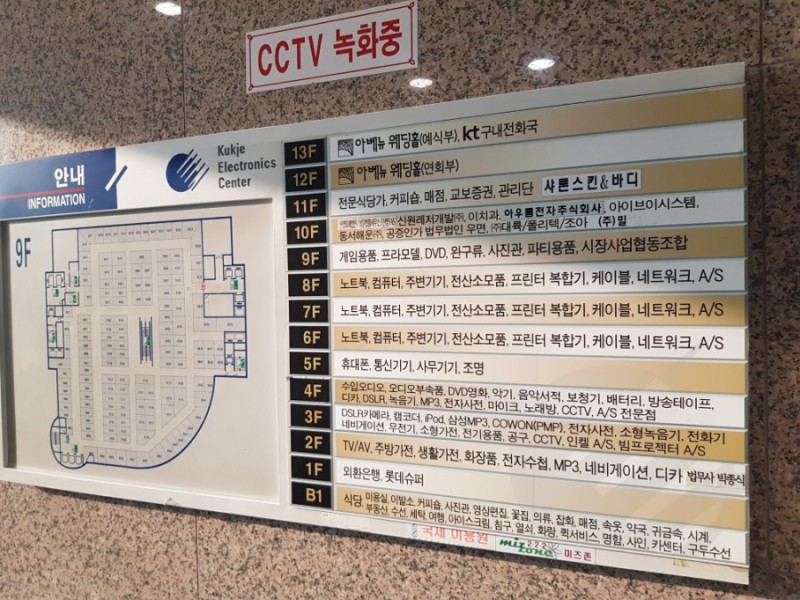 CCTV 녹화중
안내
INFORMATION
Kukje
Electronics
Center
9F
13F 아베뉴 웨딩홀(예식부), kt 구내전화국
12F 아베뉴 웨딩홀(연회부)
11F 전문식당가, 커피숍, 매점, 교보증권, 관리단 샤론스킨&바디
10F 신원레저개발㈜, 이치과, 아우룸전자주식회사, 아이브이시스템,
동서해운㈜, 공증인가 법무법인 우면, ㈜대륙/폴리텍/조아 (주)밀
9F 게임용품, 프라모델, DVD, 완구류, 사진관, 파티용품, 시장사업협동조합
8F 노트북, 컴퓨터, 주변기기, 전산소모품, 프린터 복합기, 케이블, 네트워크, A/S
7F 노트북, 컴퓨터, 주변기기, 전산소모품, 프린터 복합기, 케이블, 네트워크, A/S
6F 노트북, 컴퓨터, 주변기기, 전산소모품, 프린터 복합기, 케이블, 네트워크, A/S
5F 휴대폰, 통신기기, 사무기기, 조명
4F 수입오디오, 오디오부속품, DVD영화, 악기, 음악서적, 보청기, 배터리, 방송테이프,
디카, DSLR, 녹음기, MP3, 전자사전, 마이크, 노래방, CCTV, A/S 전문점
3F DSLR카메라, 캠코더, iPod, 삼성MP3, COWON(PMP), 전자사전, 소형녹음기, 전화기
네비게이션, 무전기, 소형가전, 전기용품, 공구, CCTV, 인켈 A/S, 빔프로젝터 A/S
2F TV/AV, 주방가전, 생활가전, 화장품, 전자수첩, MP3, 네비게이션, 디카 법무사 박종식
1F 외환은행, 롯데슈퍼
B1 식당, 미용실, 이발소, 커피숍, 사진관, 영상편집, 꽃집, 의류, 잡화, 매점, 속옷, 약국, 귀금속, 시계,
부동산, 수선, 세탁, 여행, 아이스크림, 침구, 열쇠, 화랑, 퀵서비스, 명함, 사인, 카센터, 구두수선
국제 이용원 miz zone 미즈존